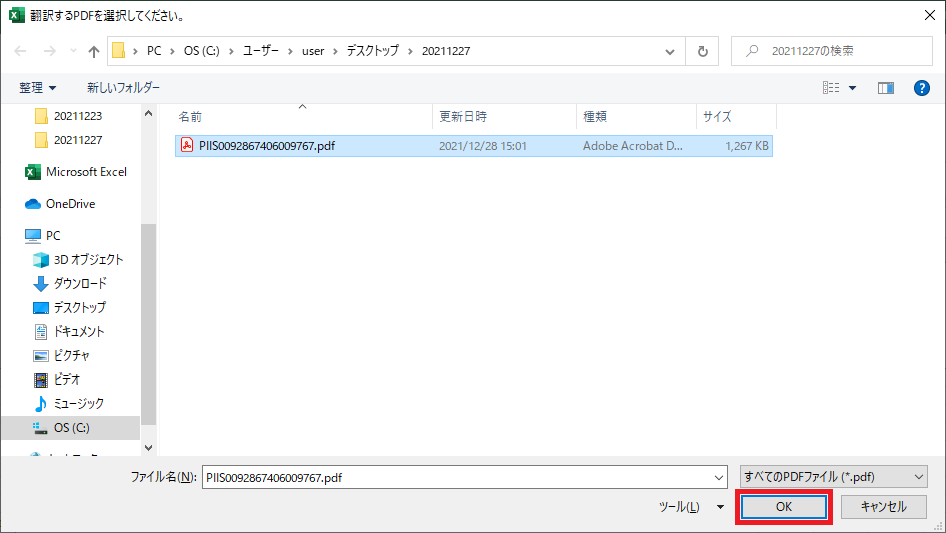 翻訳するPDFを選択してください。
PC › OS (C:) › ユーザー › user › デスクトップ › 20211227
20211227の検索
整理 新しいフォルダー
20211223
20211227
Microsoft Excel
OneDrive
PC
3D オブジェクト
ダウンロード
デスクトップ
ドキュメント
ピクチャ
ビデオ
ミュージック
OS (C:)
名前 更新日時 種類 サイズ
PIIS0092867406009767.pdf 2021/12/28 15:01 Adobe Acrobat D... 1,267 KB
ファイル名(N): PIIS0092867406009767.pdf すべてのPDFファイル (*.pdf)
ツール(L) OK キャンセル